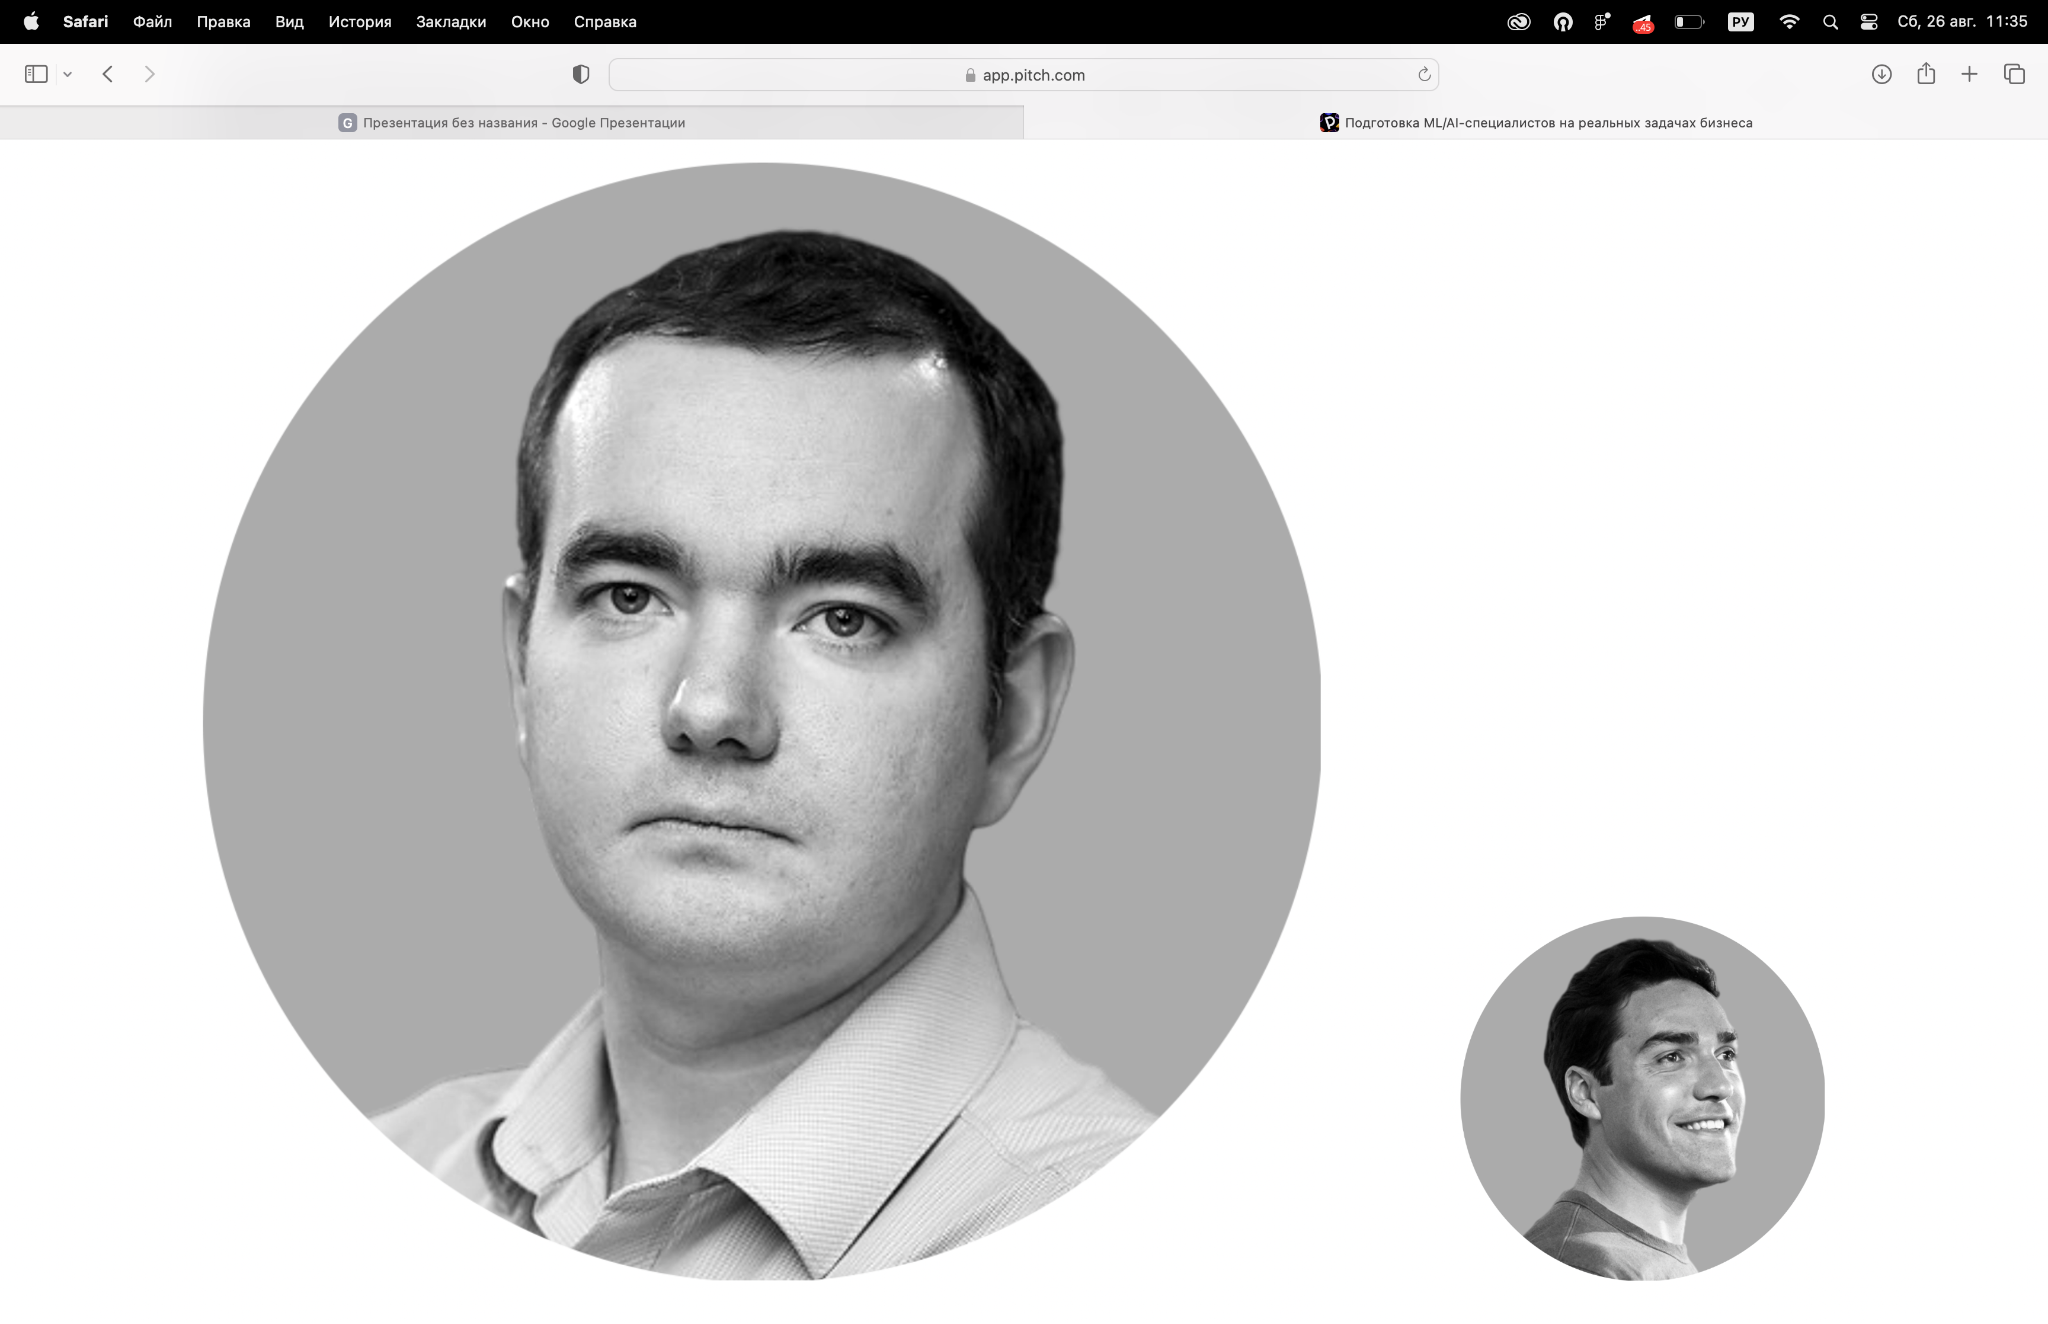 Safari Файл Правка Вид История Закладки Окно Справка РУ Сб, 26 авг. 11:35
app.pitch.com
G Презентация без названия - Google Презентации P Подготовка ML/AI-специалистов на реальных задачах бизнеса